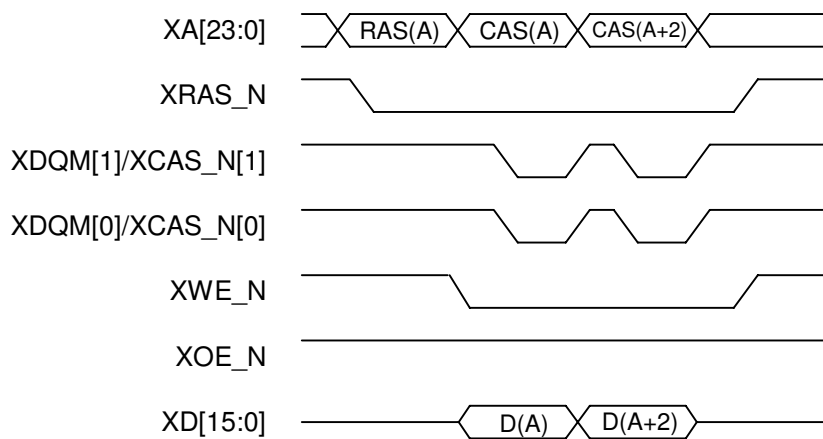 XA[23:0] RAS(A) CAS(A) CAS(A+2)
XRAS_N
XDQM[1]/XCAS_N[1]
XDQM[0]/XCAS_N[0]
XWE_N
XOE_N
XD[15:0] D(A) D(A+2)